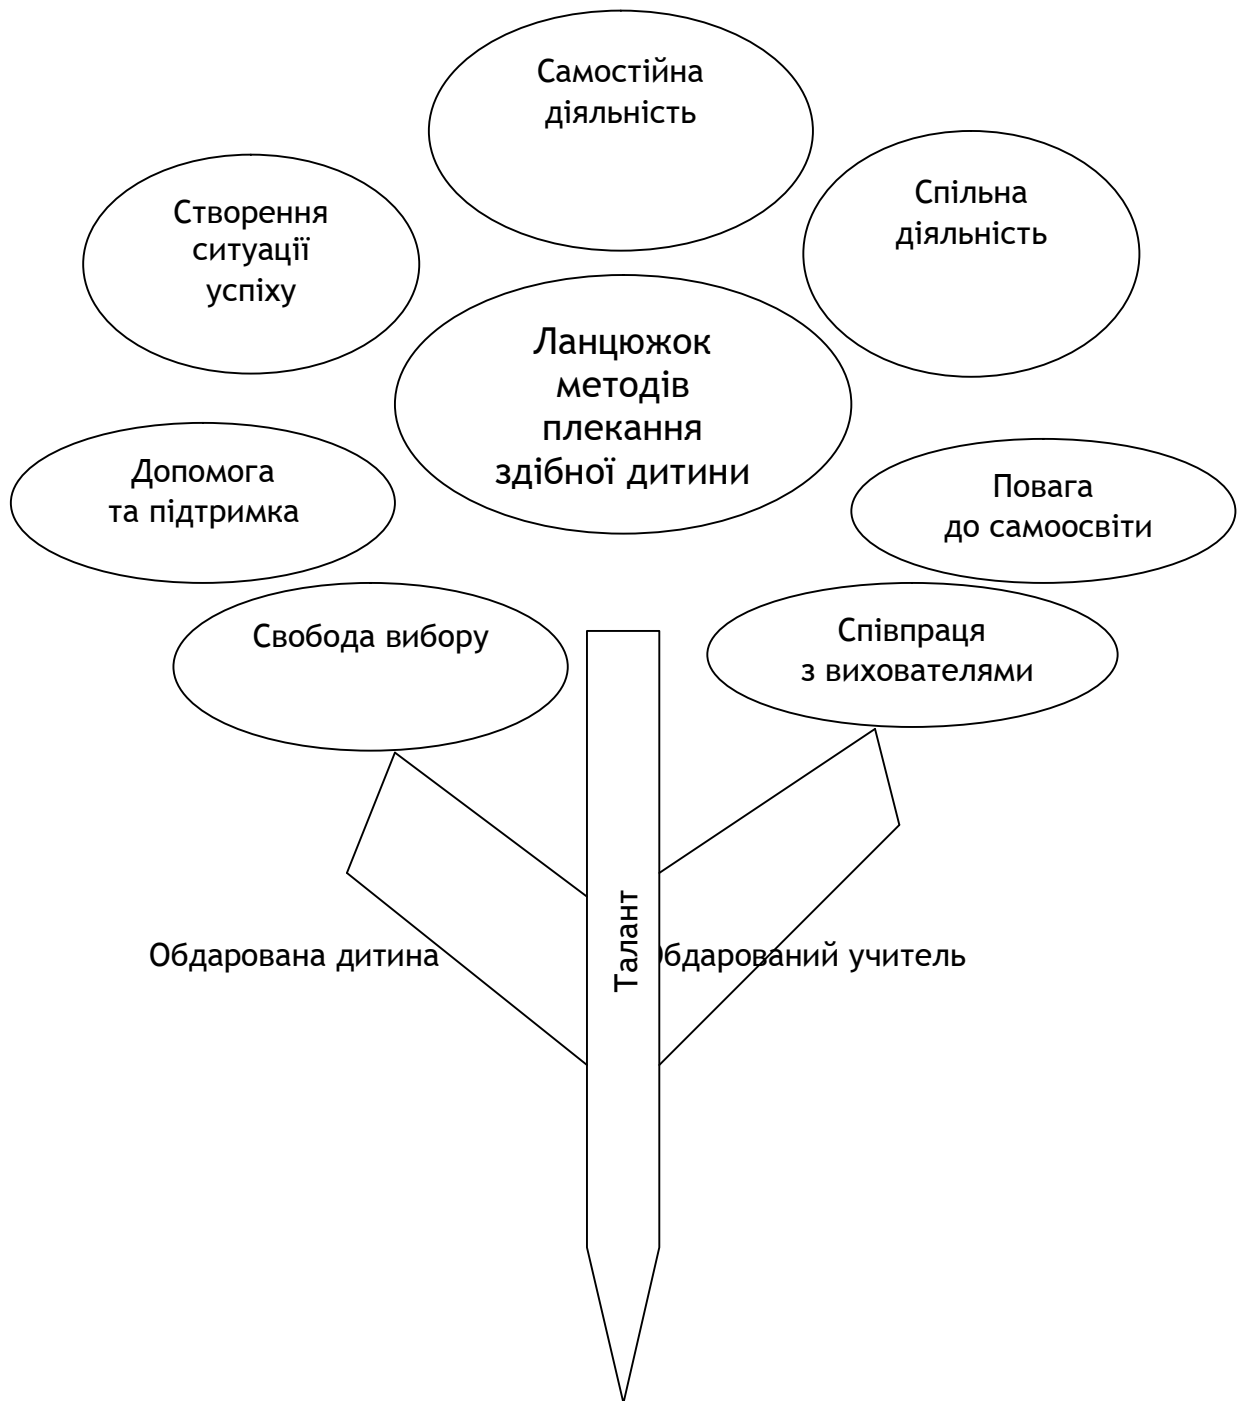 Самостійна
діяльність
Створення
ситуації
успіху
Спільна
діяльність
Ланцюжок
методів
плекання
здібної дитини
Допомога
та підтримка
Повага
до самоосвіти
Свобода вибору
Співпраця
з вихователями
Талант
Обдарована дитина
Обдарований учитель